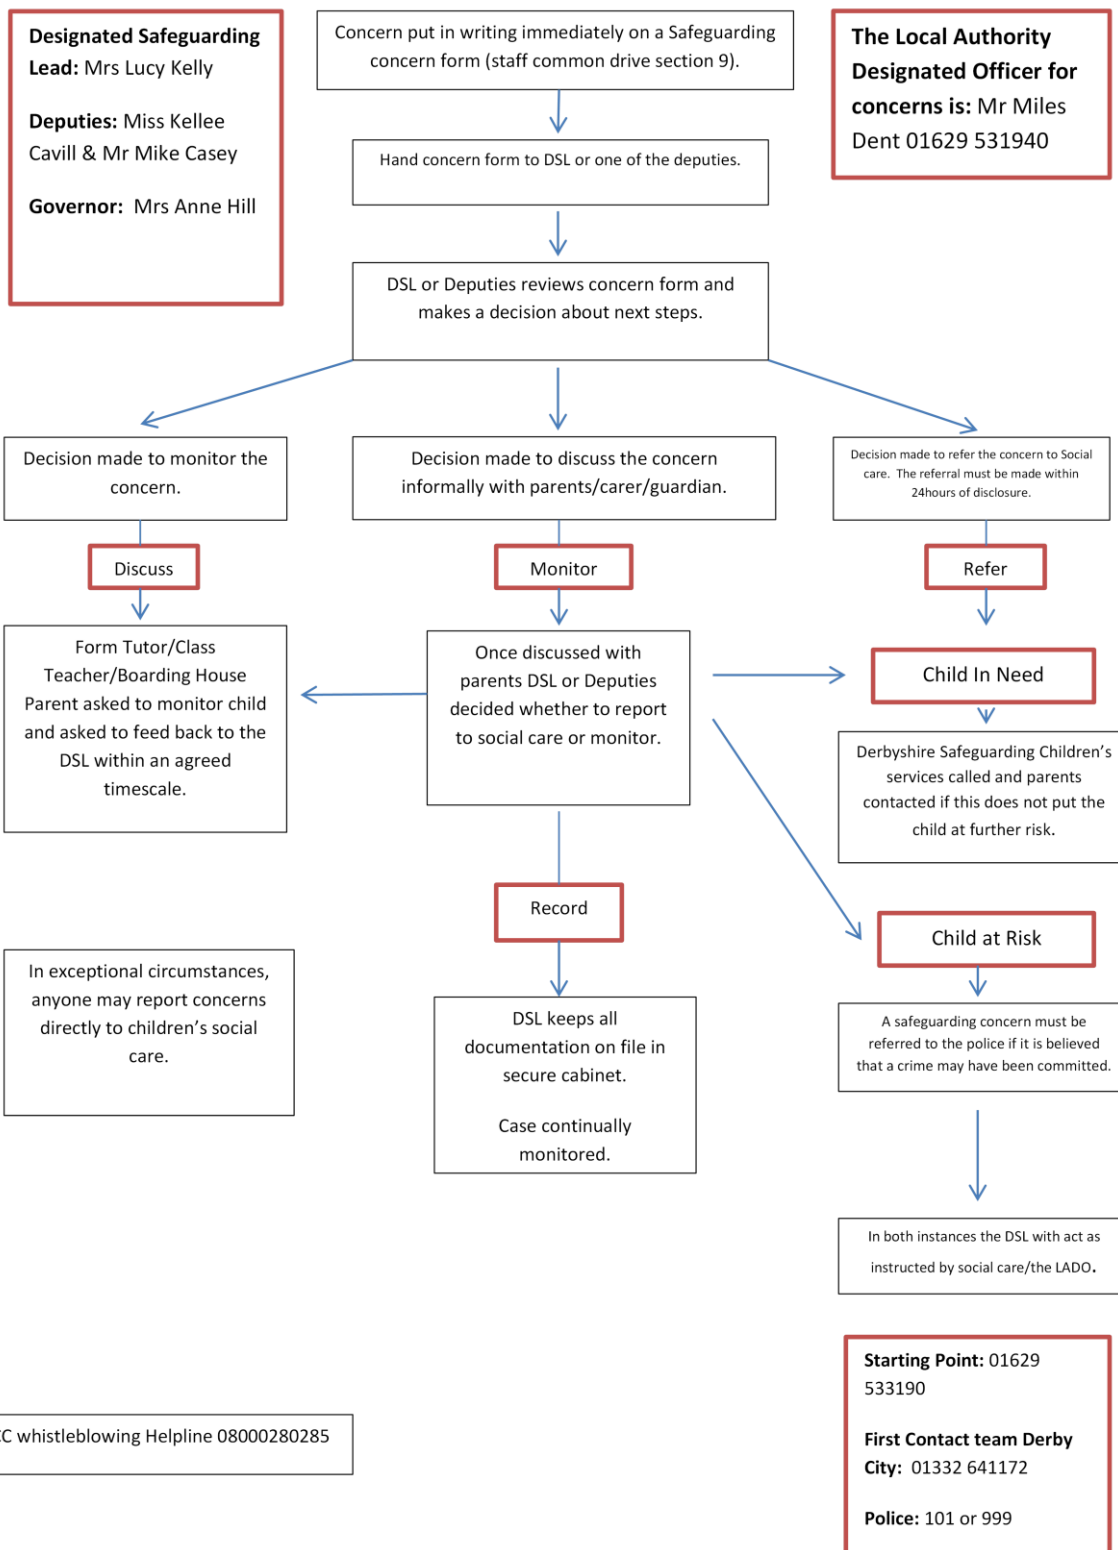 Designated Safeguarding
Lead: Mrs Lucy Kelly
Deputies: Miss Kellee
Cavill & Mr Mike Casey
Governor: Mrs Anne Hill
Concern put in writing immediately on a Safeguarding
concern form (staff common drive section 9).
The Local Authority
Designated Officer for
concerns is: Mr Miles
Dent 01629 531940
Hand concern form to DSL or one of the deputies.
DSL or Deputies reviews concern form and
makes a decision about next steps.
Decision made to monitor the
concern.
Decision made to discuss the concern
informally with parents/carer/guardian.
Decision made to refer the concern to Social
care. The referral must be made within
24hours of disclosure.
Discuss
Monitor
Refer
Form Tutor/Class
Teacher/Boarding House
Parent asked to monitor child
and asked to feed back to the
DSL within an agreed
timescale.
Once discussed with
parents DSL or Deputies
decided whether to report
to social care or monitor.
Child In Need
Derbyshire Safeguarding Children’s
services called and parents
contacted if this does not put the
child at further risk.
Record
Child at Risk
In exceptional circumstances,
anyone may report concerns
directly to children’s social
care.
DSL keeps all
documentation on file in
secure cabinet.
Case continually
monitored.
A safeguarding concern must be
referred to the police if it is believed
that a crime may have been committed.
In both instances the DSL with act as
instructed by social care/the LADO.
whistleblowing Helpline 08000280285
Starting Point: 01629
533190
First Contact team Derby
City: 01332 641172
Police: 101 or 999